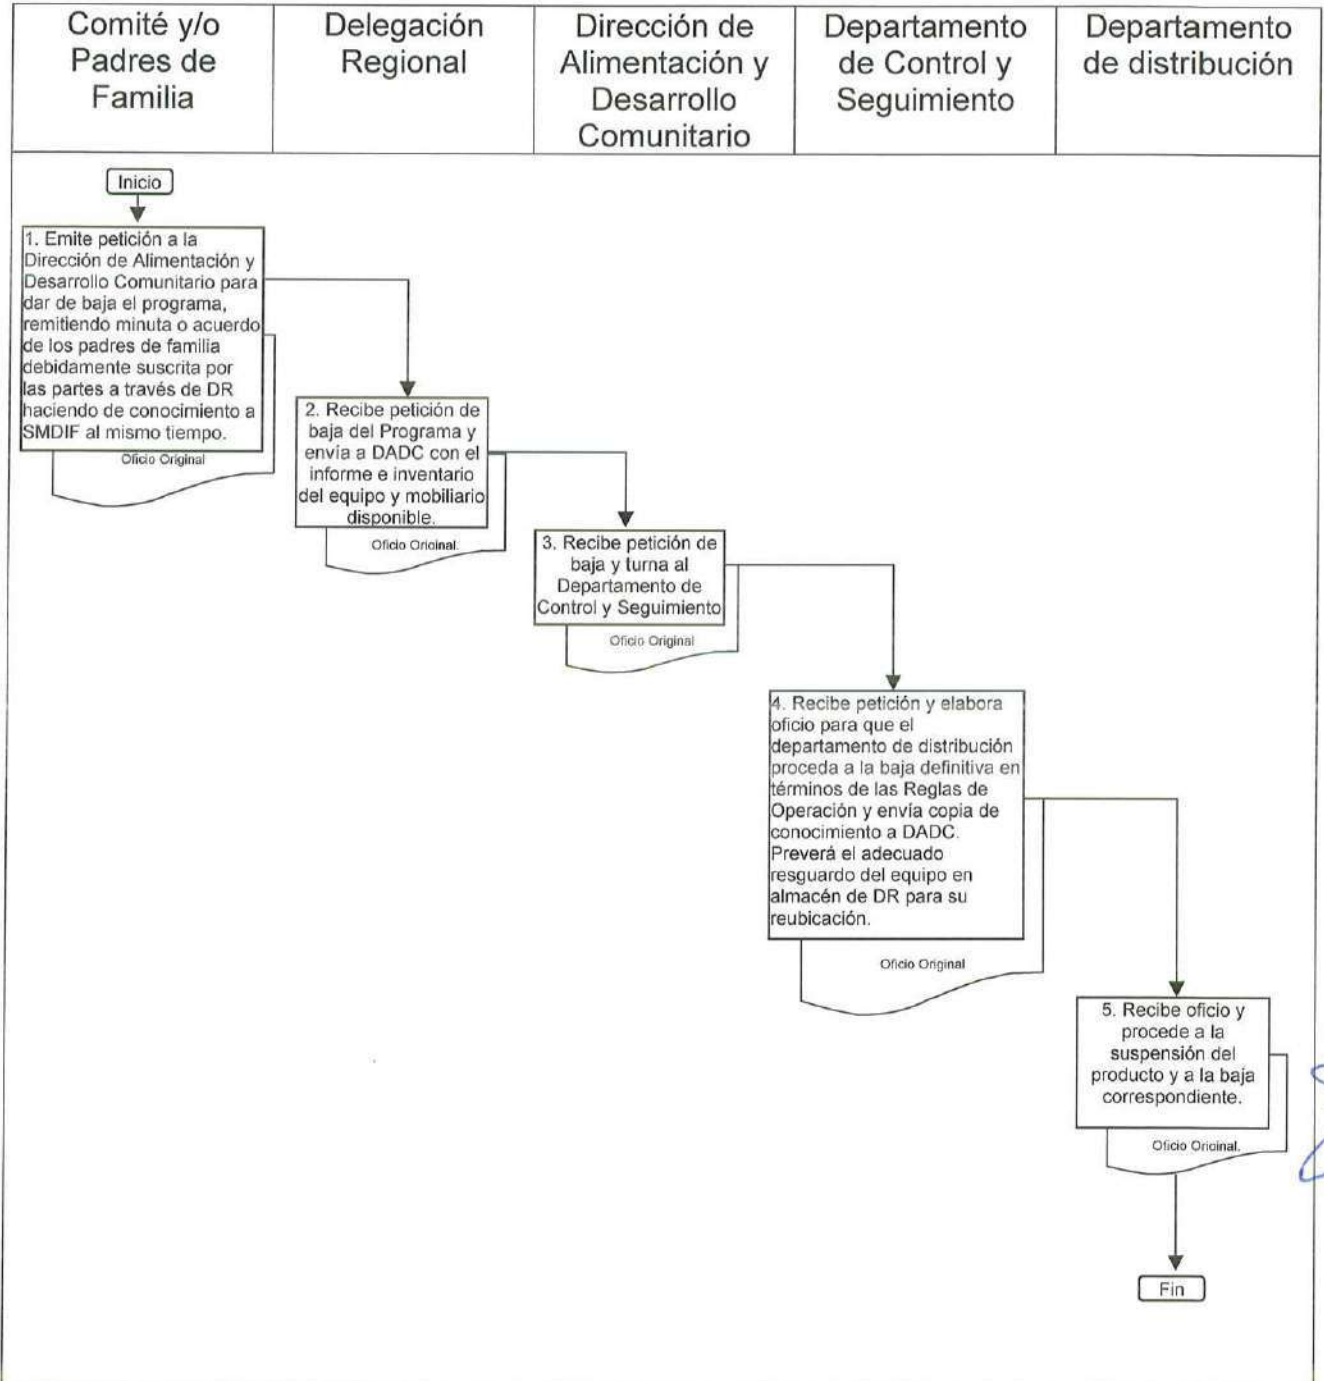 Comité y/o
Padres de
Familia
Delegación
Regional
Dirección de
Alimentación y
Desarrollo
Comunitario
Departamento
de Control y
Seguimiento
Departamento
de distribución
Inicio
1. Emite petición a la
Dirección de Alimentación y
Desarrollo Comunitario para
dar de baja el programa,
remitiendo minuta o acuerdo
de los padres de familia
debidamente suscrita por
las partes a través de DR
haciendo de conocimiento a
SMDIF al mismo tiempo.
Oficio Original
2. Recibe petición de
baja del Programa y
envía a DADC con el
informe e inventario
del equipo y mobiliario
disponible.
Oficio Original.
3. Recibe petición de
baja y turna al
Departamento de
Control y Seguimiento
Oficio Original
4. Recibe petición y elabora
oficio para que el
departamento de distribución
proceda a la baja definitiva en
términos de las Reglas de
Operación y envía copia de
conocimiento a DADC.
Preverá el adecuado
resguardo del equipo en
almacén de DR para su
reubicación.
Oficio Original
5. Recibe oficio y
procede a la
suspensión del
producto y a la baja
correspondiente.
Oficio Original.
Fin